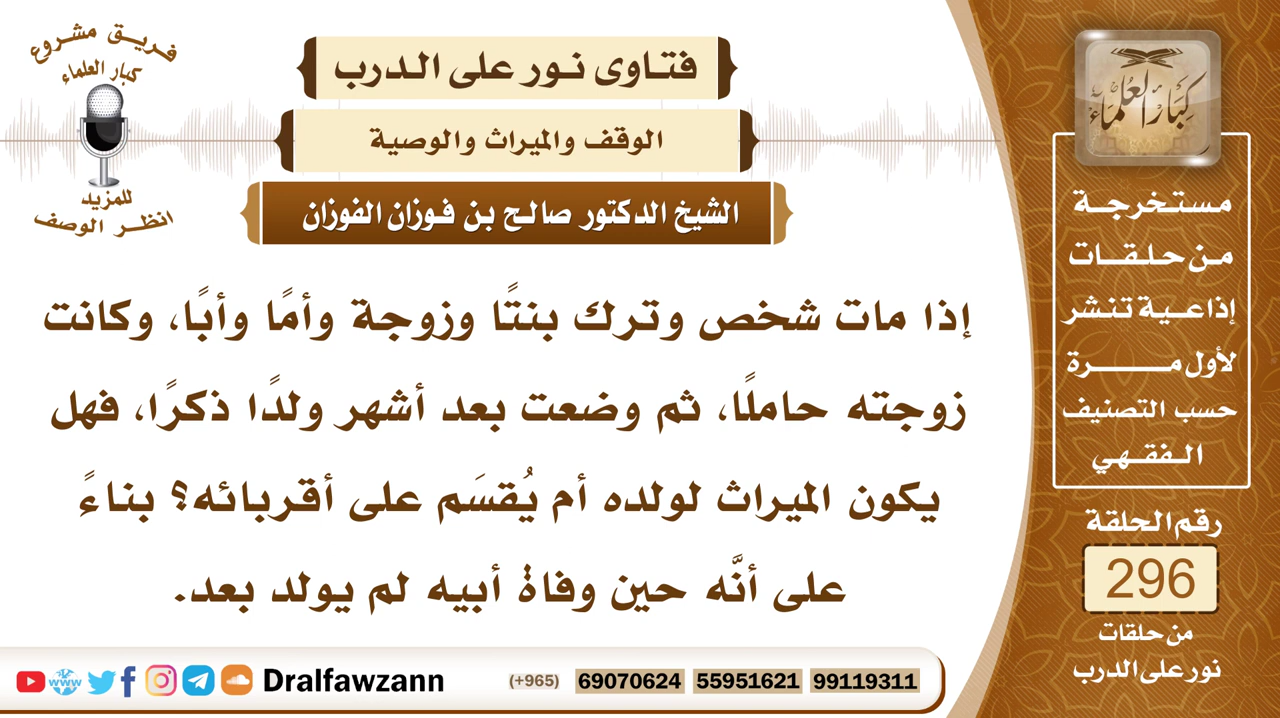 فريق مشروع
كبار العلماء
للمزيد
انظر الوصف
فتاوى نور على الدرب
الوقف والميراث والوصية
الشيخ الدكتور صالح بن فوزان الفوزان
إذا مات شخص وترك بنتًا وزوجة وأمًا وأبًا، وكانت
زوجته حاملًا، ثم وضعت بعد أشهر ولدًا ذكرًا، فهل
يكون الميراث لولده أم يُقسَم على أقربائه؟ بناءً
على أنَّه حين وفاة أبيه لم يولد بعد.
كبار العلماء
مستخرجة
من حلقات
إذاعية تنشر
لأول مرة
حسب التصنيف
الفقهي
رقم الحلقة
296
من حلقات
نور على الدرب
www Dralfawzann (+965) 69070624 55951621 99119311